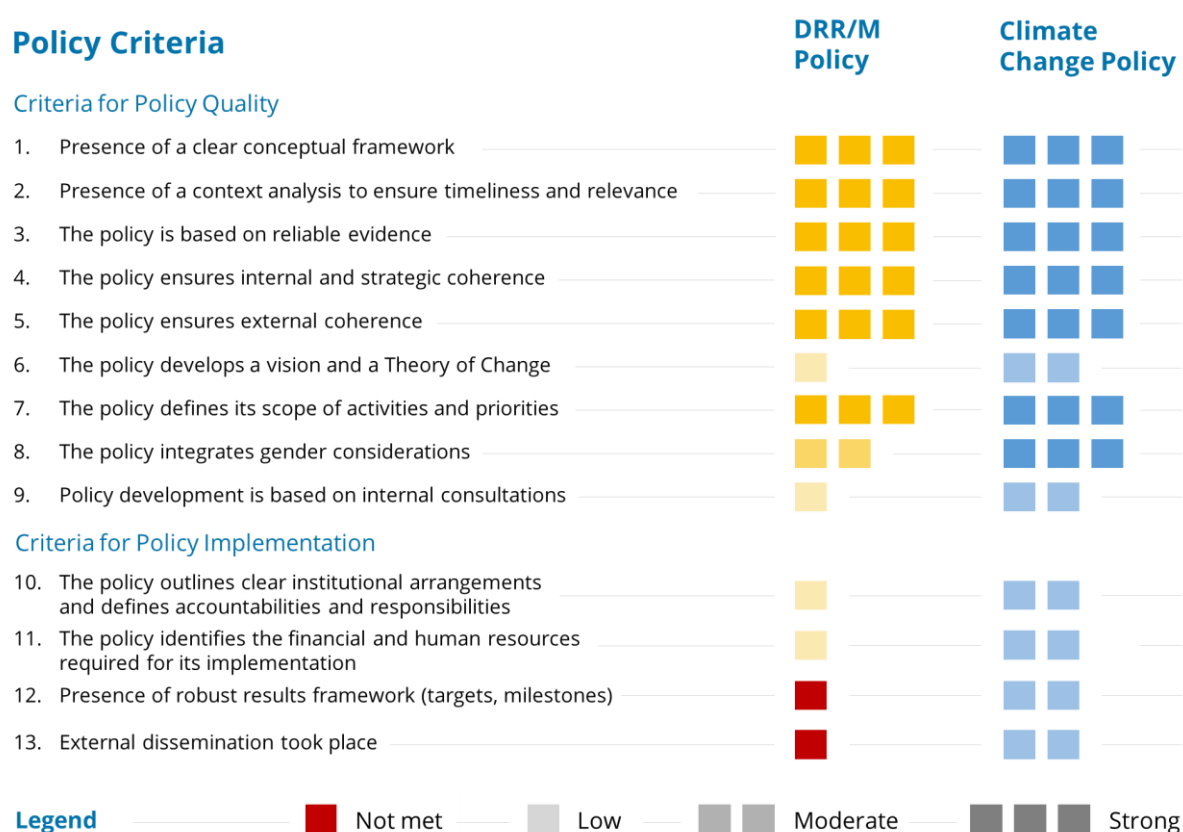 Policy Criteria
DRR/M
Policy
Climate
Change Policy
Criteria for Policy Quality
1. Presence of a clear conceptual framework
2. Presence of a context analysis to ensure timeliness and relevance
3. The policy is based on reliable evidence
4. The policy ensures internal and strategic coherence
5. The policy ensures external coherence
6. The policy develops a vision and a Theory of Change
7. The policy defines its scope of activities and priorities
8. The policy integrates gender considerations
9. Policy development is based on internal consultations
Criteria for Policy Implementation
10. The policy outlines clear institutional arrangements
and defines accountabilities and responsibilities
11. The policy identifies the financial and human resources
required for its implementation
12. Presence of robust results framework (targets, milestones)
13. External dissemination took place
Legend Not met Low Moderate Strong